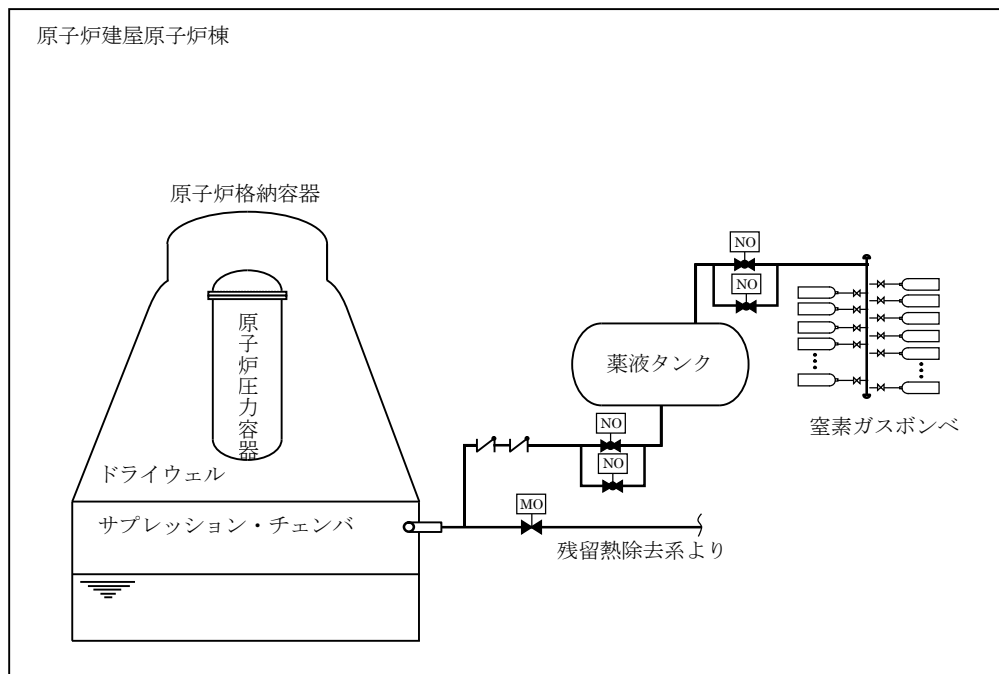 原子炉建屋原子炉棟
原子炉格納容器
原子炉圧力容器
ドライウェル
サプレッション・チェンバ
NO
NO
薬液タンク
窒素ガスボンベ
NO
NO
MO
残留熱除去系より